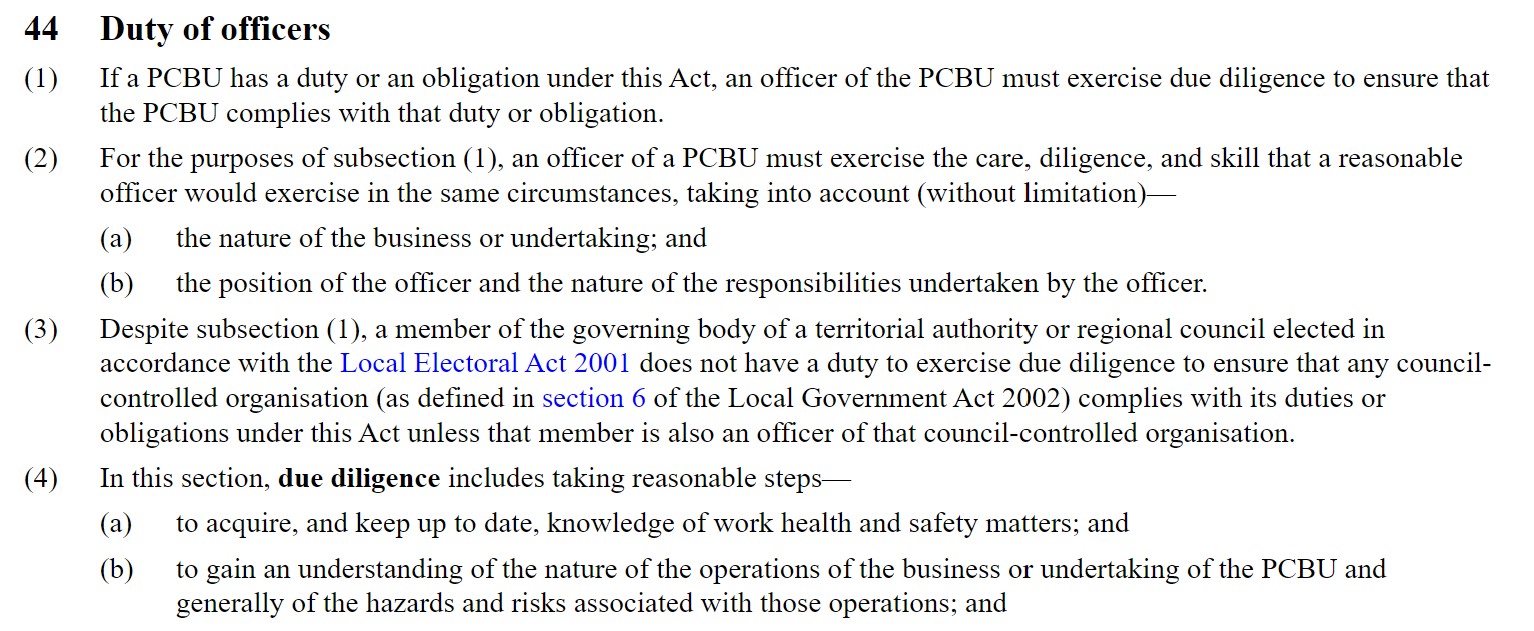 44 Duty of officers
(1) If a PCBU has a duty or an obligation under this Act, an officer of the PCBU must exercise due diligence to ensure that
the PCBU complies with that duty or obligation.
(2) For the purposes of subsection (1), an officer of a PCBU must exercise the care, diligence, and skill that a reasonable
officer would exercise in the same circumstances, taking into account (without limitation)—
(a) the nature of the business or undertaking; and
(b) the position of the officer and the nature of the responsibilities undertaken by the officer.
(3) Despite subsection (1), a member of the governing body of a territorial authority or regional council elected in
accordance with the Local Electoral Act 2001 does not have a duty to exercise due diligence to ensure that any council-
controlled organisation (as defined in section 6 of the Local Government Act 2002) complies with its duties or
obligations under this Act unless that member is also an officer of that council-controlled organisation.
(4) In this section, due diligence includes taking reasonable steps—
(a) to acquire, and keep up to date, knowledge of work health and safety matters; and
(b) to gain an understanding of the nature of the operations of the business or undertaking of the PCBU and
generally of the hazards and risks associated with those operations; and